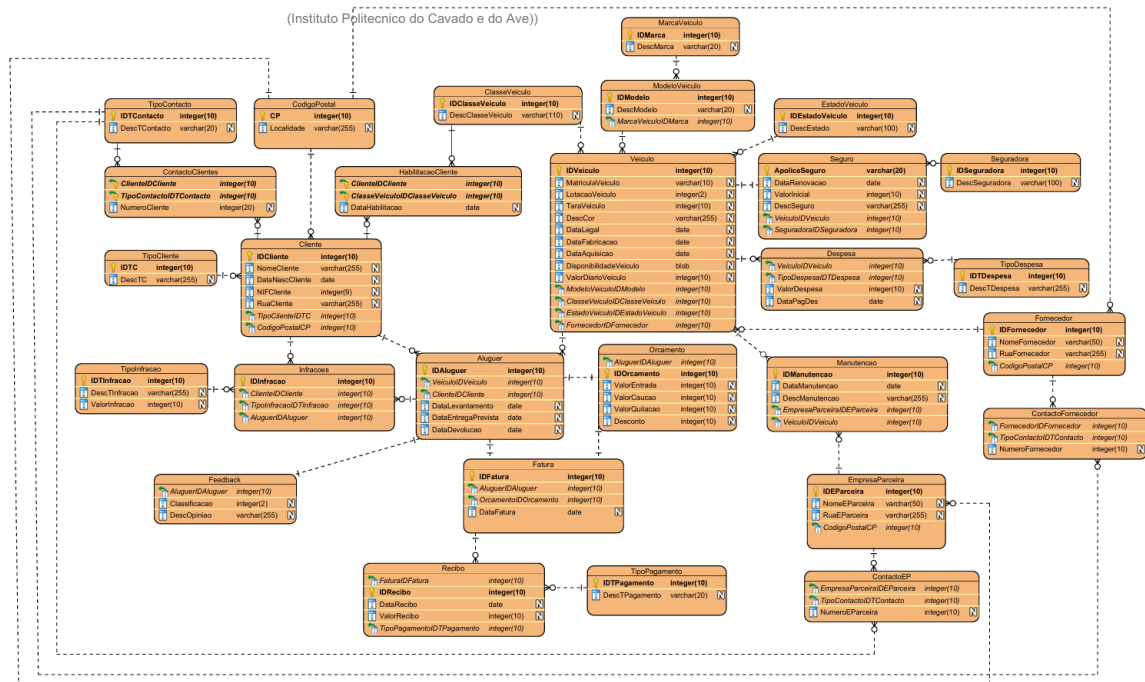 (Instituto Politecnico do Cavado e do Ave))
MarcaVeiculo
IDMarca integer(10)
DescMarca varchar(20) N
ModeloVeiculo
IDModelo integer(10)
DescModelo varchar(20) N
MarcaVeiculoIDMarca integer(10)
TipoContacto
IDTContacto integer(10)
DescTContacto varchar(20) N
CodigoPostal
CP integer(10)
Localidade varchar(255) N
ClasseVeiculo
IDClasseVeiculo integer(10)
DescClasseVeiculo varchar(110) N
EstadoVeiculo
IDEstadoVeiculo integer(10)
DescEstado varchar(100) N
ContactoClientes
ClienteIDCliente integer(10)
TipoContactoIDTContacto integer(10)
NumeroCliente integer(20) N
HabilitacaoCliente
ClienteIDCliente integer(10)
ClasseVeiculoIDClasseVeiculo integer(10)
DataHabilitacao date N
Veiculo
IDVeiculo integer(10)
MatriculaVeiculo varchar(10) N
LotacaoVeiculo integer(2) N
TaraVeiculo integer(10) N
DescCor varchar(255) N
DataLegal date N
DataFabricacao date N
DataAquisicao date N
DisponibilidadeVeiculo blob N
ValorDiarioVeiculo integer(10) N
ModeloVeiculoIDModelo integer(10)
ClasseVeiculoIDClasseVeiculo integer(10)
EstadoVeiculoIDEstadoVeiculo integer(10)
FornecedorIDFornecedor integer(10)
Seguro
ApoliceSeguro varchar(20)
DataRenovacao date N
ValorInicial integer(10) N
DescSeguro varchar(255) N
VeiculoIDVeiculo integer(10)
SeguradoraIDSeguradora integer(10)
Seguradora
IDSeguradora integer(10)
DescSeguradora varchar(100) N
TipoCliente
IDTC integer(10)
DescTC varchar(255) N
Cliente
IDCliente integer(10)
NomeCliente varchar(255) N
DataNascCliente date N
NIFCliente integer(9) N
RuaCliente varchar(255) N
TipoClienteIDTC integer(10)
CodigoPostalCP integer(10)
Despesa
VeiculoIDVeiculo integer(10)
TipoDespesaIDTDespesa integer(10)
ValorDespesa integer(10) N
DataPagDes date N
TipoDespesa
IDTDespesa integer(10)
DescTDespesa varchar(255) N
Fornecedor
IDFornecedor integer(10)
NomeFornecedor varchar(50) N
RuaFornecedor varchar(255) N
CodigoPostalCP integer(10)
TipoInfracao
IDTInfracao integer(10)
DescTInfracao varchar(255) N
ValorInfracao integer(10) N
Infracoes
IDInfracao integer(10)
ClienteIDCliente integer(10)
TipoInfracaoIDTInfracao integer(10)
AluguerIDAluguer integer(10)
Aluguer
IDAluguer integer(10)
VeiculoIDVeiculo integer(10)
ClienteIDCliente integer(10)
DataLevantamento date N
DataEntregaPrevista date N
DataDevolucao date N
Orcamento
AluguerIDAluguer integer(10)
IDOrcamento integer(10)
ValorEntrada integer(10) N
ValorCaucao integer(10) N
ValorQuitacao integer(10) N
Desconto integer(10) N
Manutencao
IDManutencao integer(10)
DataManutencao date N
DescManutencao varchar(255) N
EmpresaParceiraIDEParceira integer(10)
VeiculoIDVeiculo integer(10)
ContactoFornecedor
FornecedorIDFornecedor integer(10)
TipoContactoIDTContacto integer(10)
NumeroFornecedor integer(10) N
Feedback
AluguerIDAluguer integer(10)
Classificacao integer(2) N
DescOpiniao varchar(255) N
Fatura
IDFatura integer(10)
AluguerIDAluguer integer(10)
OrcamentoIDOrcamento integer(10)
DataFatura date N
EmpresaParceira
IDEParceira integer(10)
NomeEParceira varchar(50) N
RuaEParceira varchar(255) N
CodigoPostalCP integer(10)
Recibo
FaturaIDFatura integer(10)
IDRecibo integer(10)
DataRecibo date N
ValorRecibo integer(10) N
TipoPagamentoIDTPagamento integer(10)
TipoPagamento
IDTPagamento integer(10)
DescTPagamento varchar(20) N
ContactoEP
EmpresaParceiraIDEParceira integer(10)
TipoContactoIDTContacto integer(10)
NumeroEParceira integer(10) N